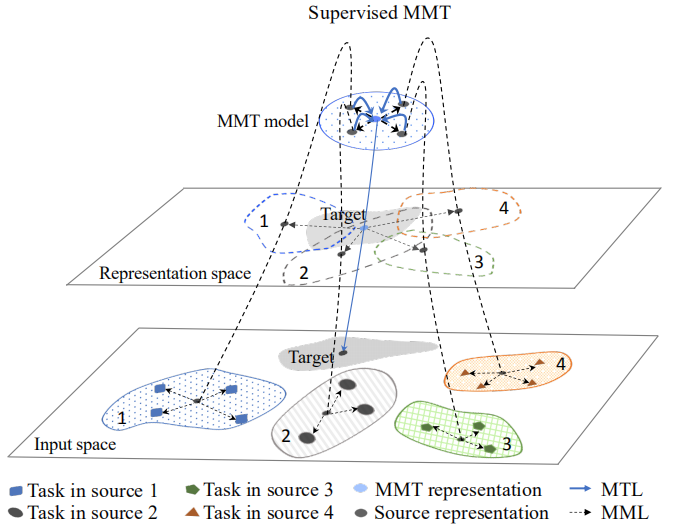 Supervised MMT
MMT model
Target
1
4
2
3
Representation space
Target
4
1
2
3
Input space
Task in source 1
Task in source 3
MMT representation
MTL
Task in source 2
Task in source 4
Source representation
MML